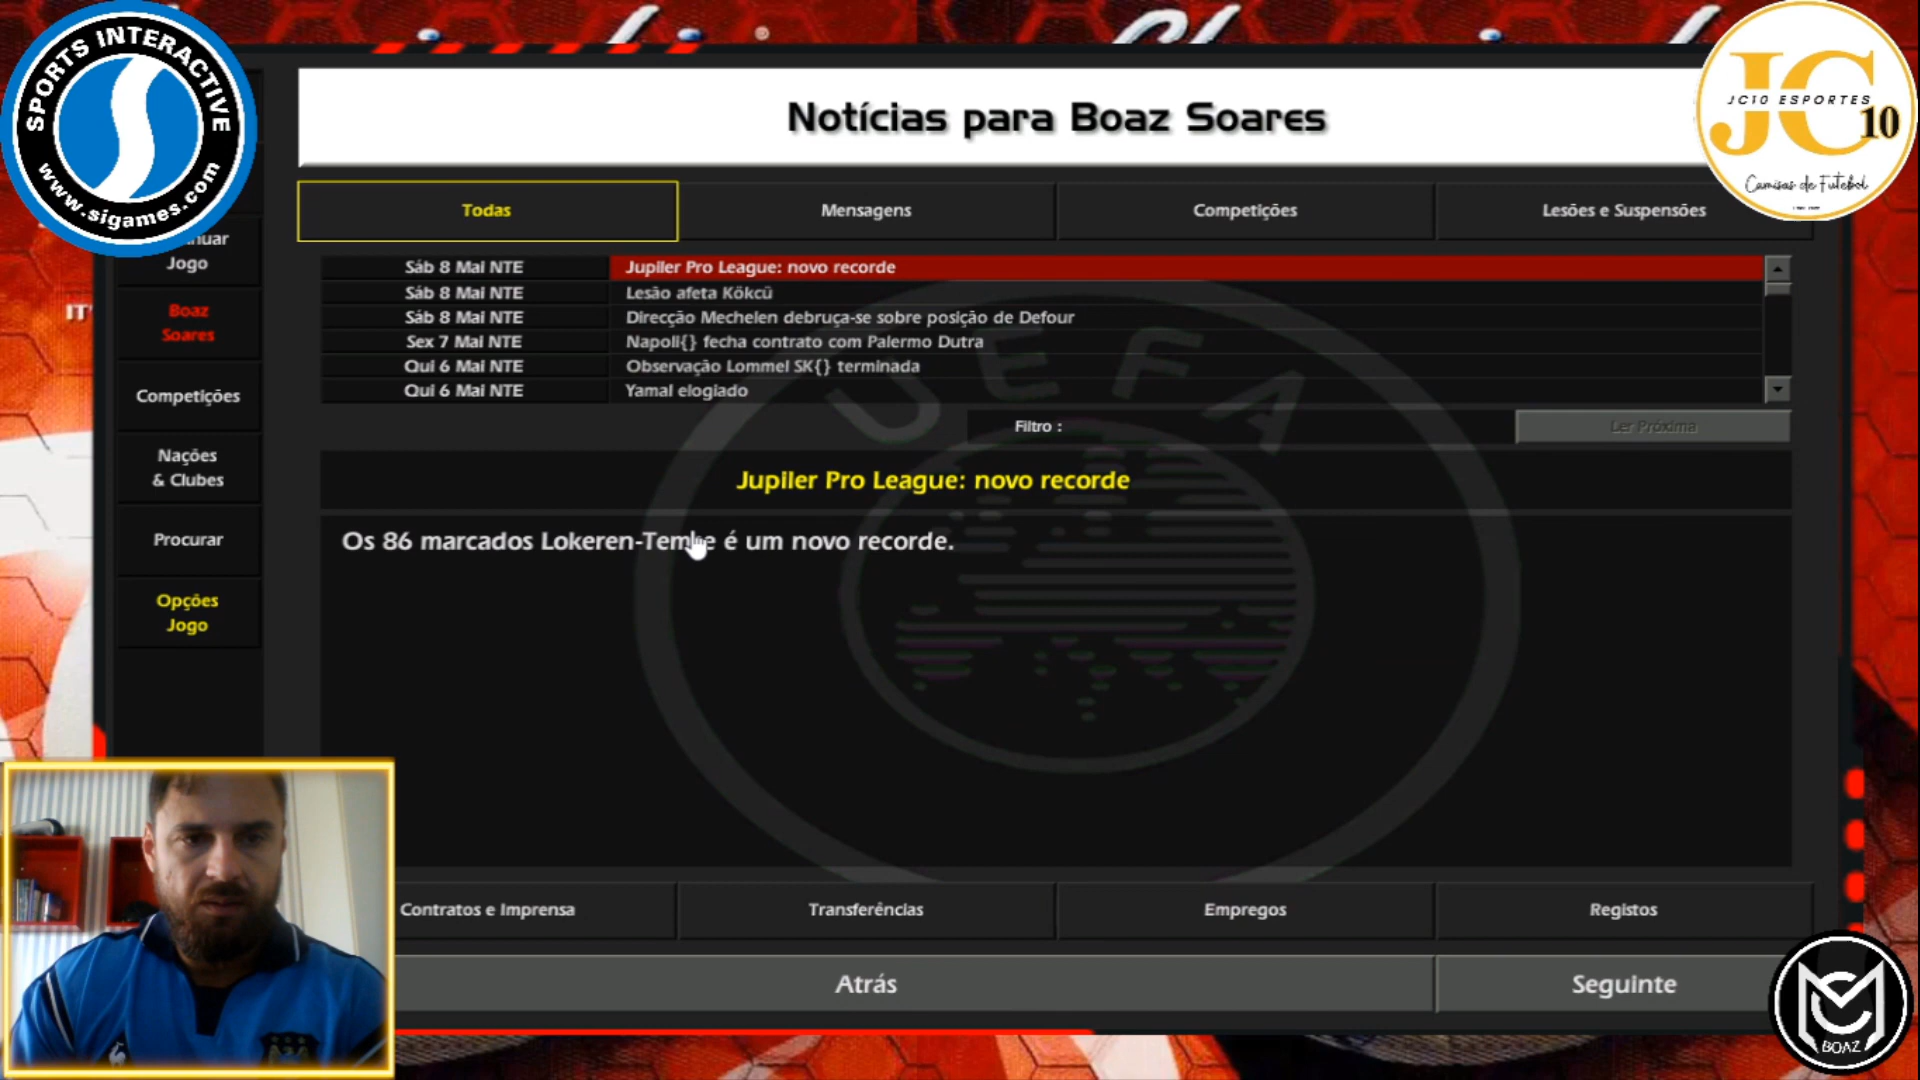 SPORTS INTERACTIVE
www.sigames.com
JC10 ESPORTES
JC
10
Camisas de Futebol
Notícias para Boaz Soares
Todas
Mensagens
Competições
Lesões e Suspensões
Jogo
Boaz
Soares
Competições
Nações
& Clubes
Procurar
Opções
Jogo
Sáb 8 Mai NTE Jupiler Pro League: novo recorde
Sáb 8 Mai NTE Lesão afeta Kökcü
Sáb 8 Mai NTE Direcção Mechelen debruça-se sobre posição de Defour
Sex 7 Mai NTE Napoli{} fecha contrato com Palermo Dutra
Qui 6 Mai NTE Observação Lommel SK{} terminada
Qui 6 Mai NTE Yamal elogiado
Filtro :
Ler Próxima
Jupiler Pro League: novo recorde
Os 86 marcados Lokeren-Temse é um novo recorde.
Contratos e Imprensa
Transferências
Empregos
Registos
Atrás
Seguinte
BOAZ